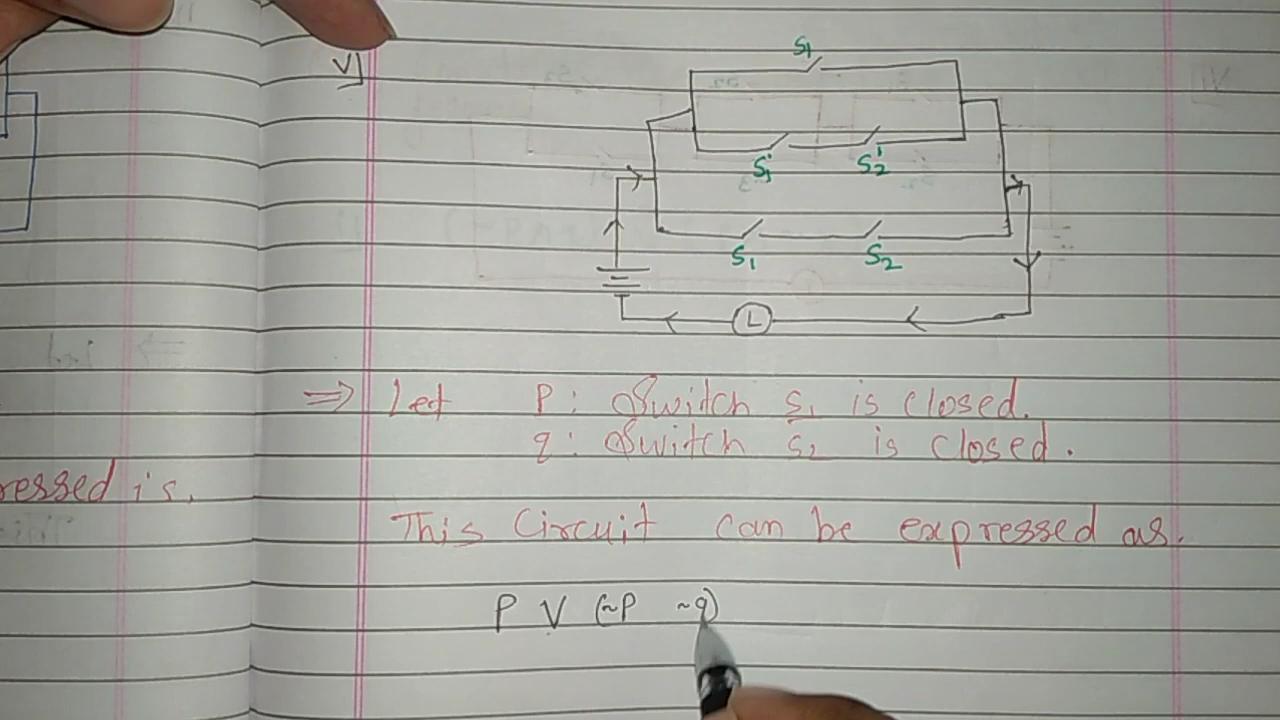 V]
S1
S1' S2'
S1 S2
L
⇒ Let P: Switch S1 is closed.
q: Switch S2 is closed.
ressed is.
This Circuit can be expressed as.
P V (~P ~q)